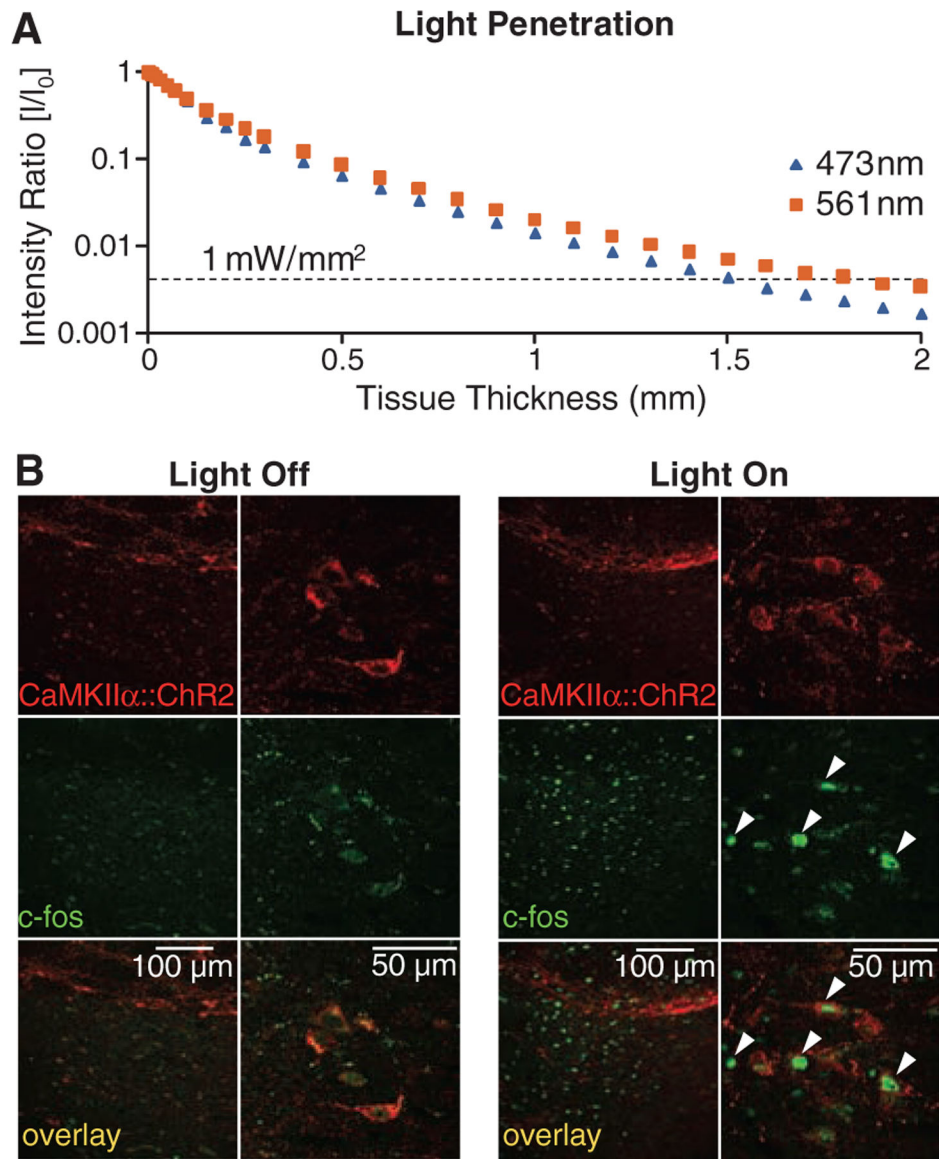 A
Light Penetration
Intensity Ratio [I/I₀]
1
0.1
0.01
0.001
1 mW/mm²
473nm
561nm
0
0.5
1
1.5
2
Tissue Thickness (mm)
B
Light Off
Light On
CaMKIIα::ChR2
CaMKIIα::ChR2
c-fos
c-fos
100 µm
50 µm
100 µm
50 µm
overlay
overlay